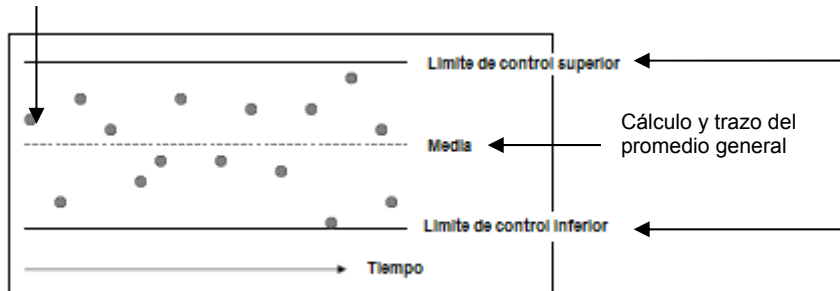 Limite de control superior
Cálculo y trazo del
promedio general
Media
Limite de control inferior
Tiempo